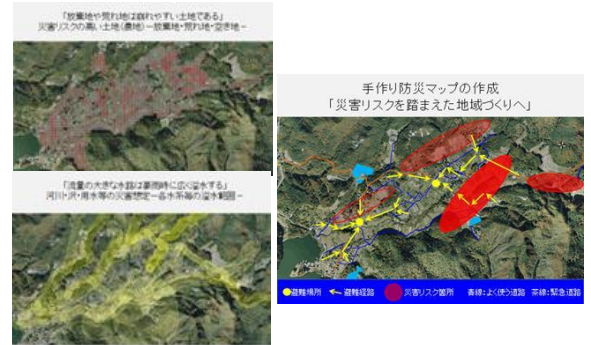 「放棄地や荒れ地は崩れやすい土地である」
災害リスクの高い土地(農地)－放棄地・荒れ地・空き地－
「流量の大きな水路は豪雨時に広く溢水する」
河川・沢・用水等の災害想定－各水系毎の溢水範囲－
手作り防災マップの作成
「災害リスクを踏まえた地域づくりへ」
避難場所 避難経路 災害リスク箇所 青線：よく使う道路 茶線：緊急道路